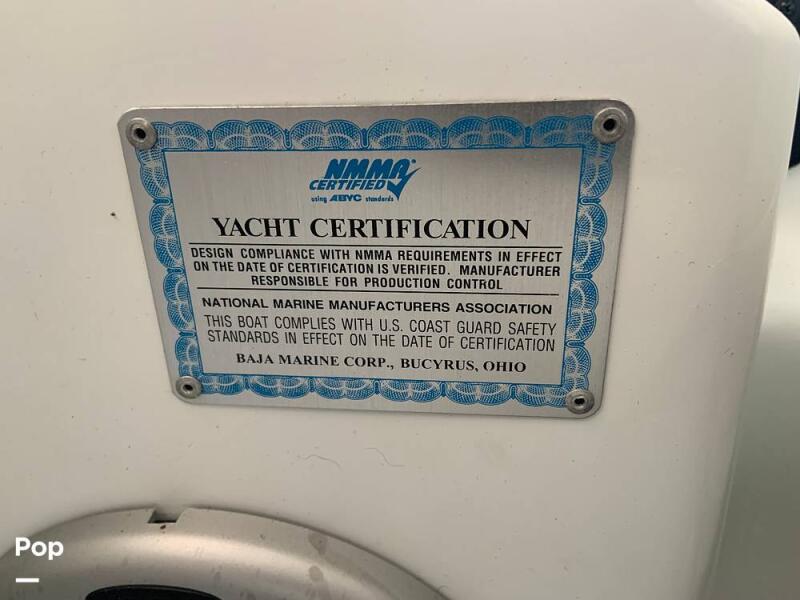 NMMA®
CERTIFIED
using ABYC standards
YACHT CERTIFICATION
DESIGN COMPLIANCE WITH NMMA REQUIREMENTS IN EFFECT
ON THE DATE OF CERTIFICATION IS VERIFIED. MANUFACTURER
RESPONSIBLE FOR PRODUCTION CONTROL
NATIONAL MARINE MANUFACTURERS ASSOCIATION
THIS BOAT COMPLIES WITH U.S. COAST GUARD SAFETY
STANDARDS IN EFFECT ON THE DATE OF CERTIFICATION
BAJA MARINE CORP., BUCYRUS, OHIO
Pop